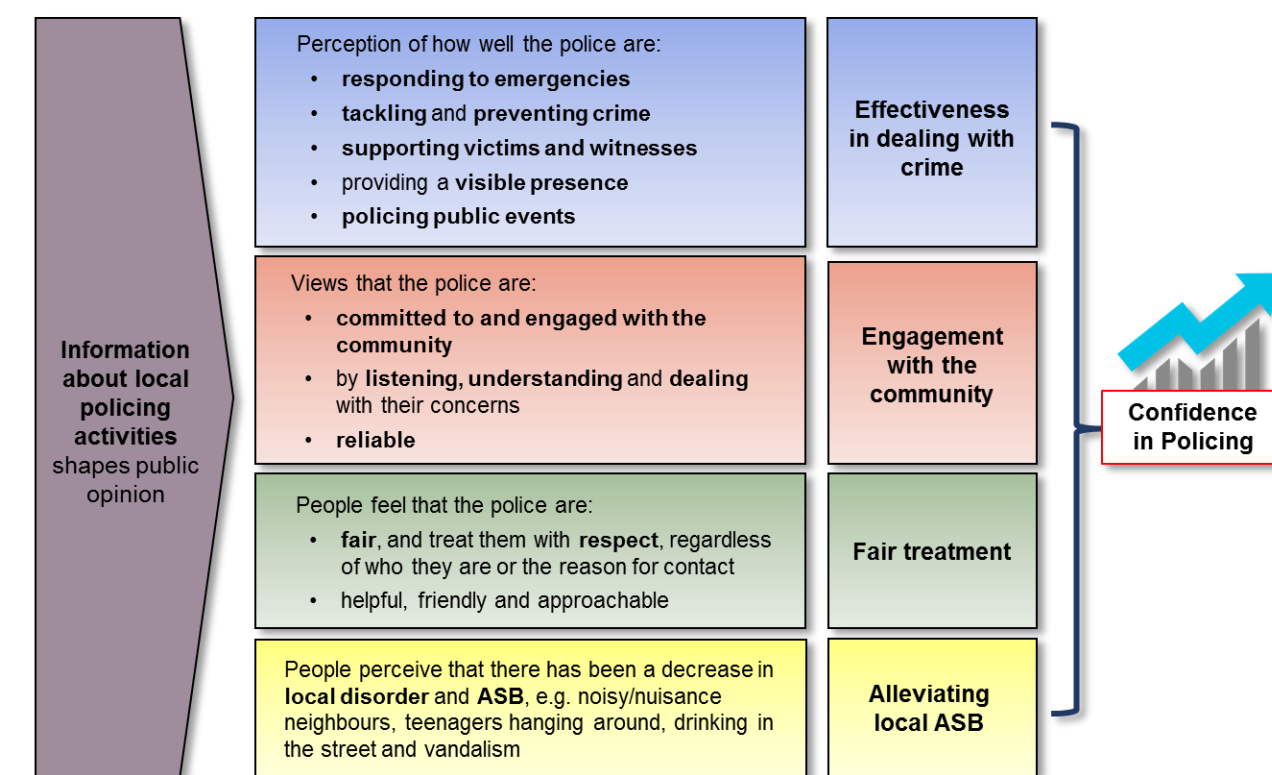 Information
about local
policing
activities
shapes public
opinion
Perception of how well the police are:
• responding to emergencies
• tackling and preventing crime
• supporting victims and witnesses
• providing a visible presence
• policing public events
Effectiveness
in dealing with
crime
Views that the police are:
• committed to and engaged with the
community
• by listening, understanding and dealing
with their concerns
• reliable
Engagement
with the
community
People feel that the police are:
• fair, and treat them with respect, regardless
of who they are or the reason for contact
• helpful, friendly and approachable
Fair treatment
People perceive that there has been a decrease in
local disorder and ASB, e.g. noisy/nuisance
neighbours, teenagers hanging around, drinking in
the street and vandalism
Alleviating
local ASB
Confidence
in Policing